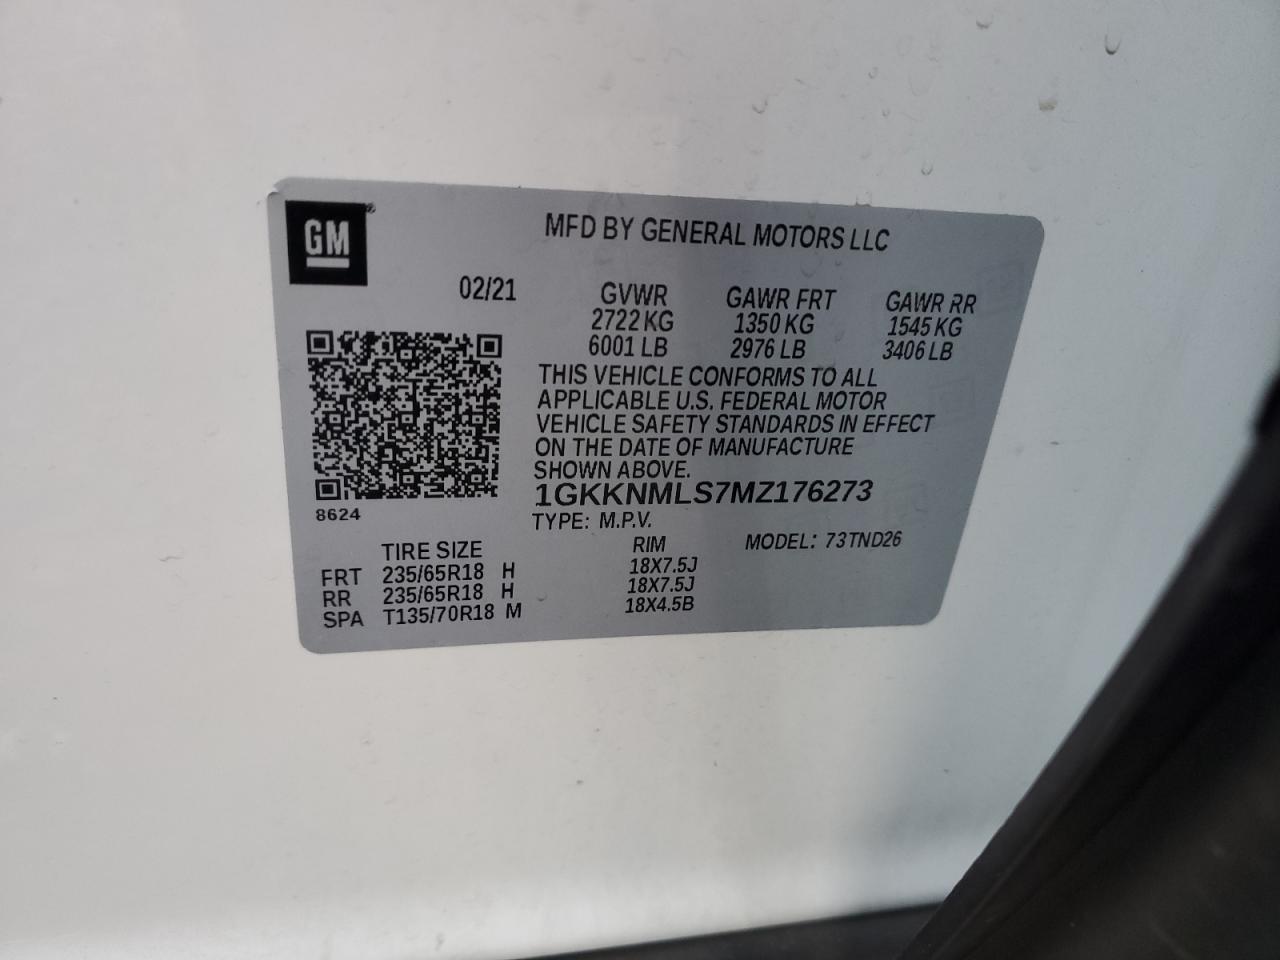 GM®
MFD BY GENERAL MOTORS LLC
02/21
GVWR GAWR FRT GAWR RR
2722 KG 1350 KG 1545 KG
6001 LB 2976 LB 3406 LB
THIS VEHICLE CONFORMS TO ALL
APPLICABLE U.S. FEDERAL MOTOR
VEHICLE SAFETY STANDARDS IN EFFECT
ON THE DATE OF MANUFACTURE
SHOWN ABOVE.
1GKKNMLS7MZ176273
8624
TYPE: M.P.V. MODEL: 73TND26
TIRE SIZE RIM
FRT 235/65R18 H 18X7.5J
RR 235/65R18 H 18X7.5J
SPA T135/70R18 M 18X4.5B